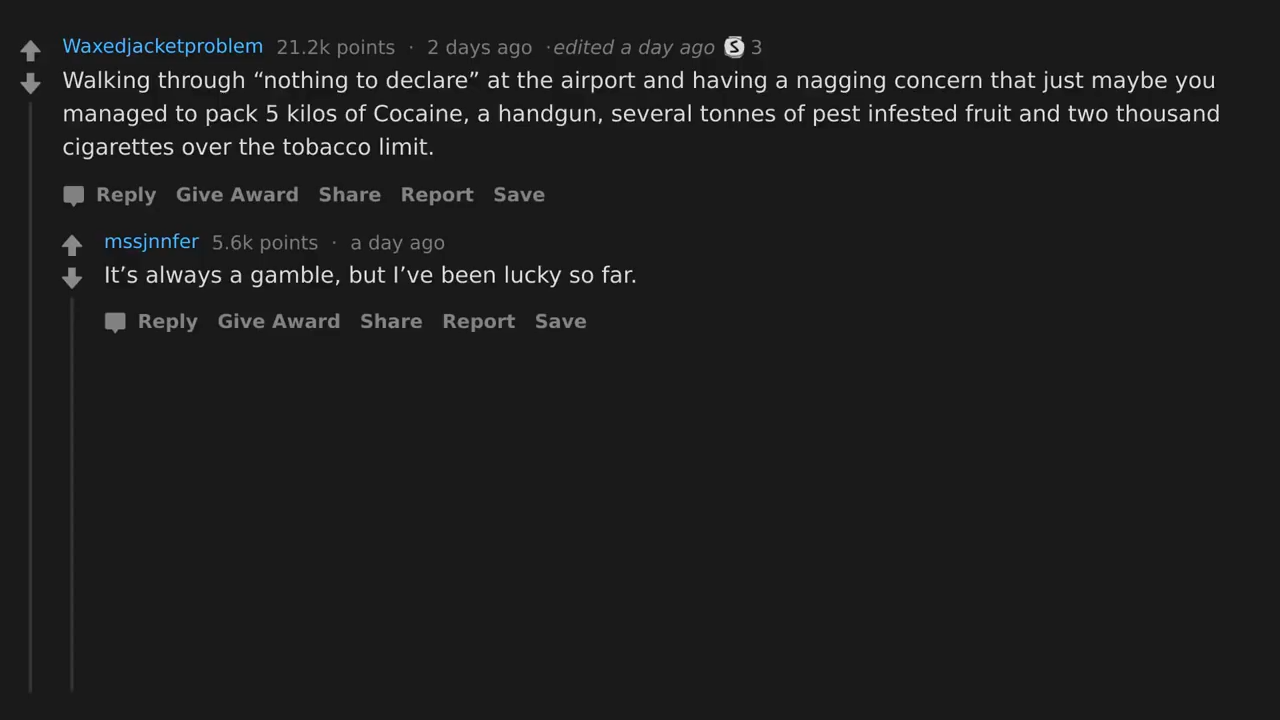 Waxedjacketproblem 21.2k points · 2 days ago ·edited a day ago S 3
Walking through “nothing to declare” at the airport and having a nagging concern that just maybe you
managed to pack 5 kilos of Cocaine, a handgun, several tonnes of pest infested fruit and two thousand
cigarettes over the tobacco limit.
Reply Give Award Share Report Save
mssjnnfer 5.6k points · a day ago
It’s always a gamble, but I’ve been lucky so far.
Reply Give Award Share Report Save